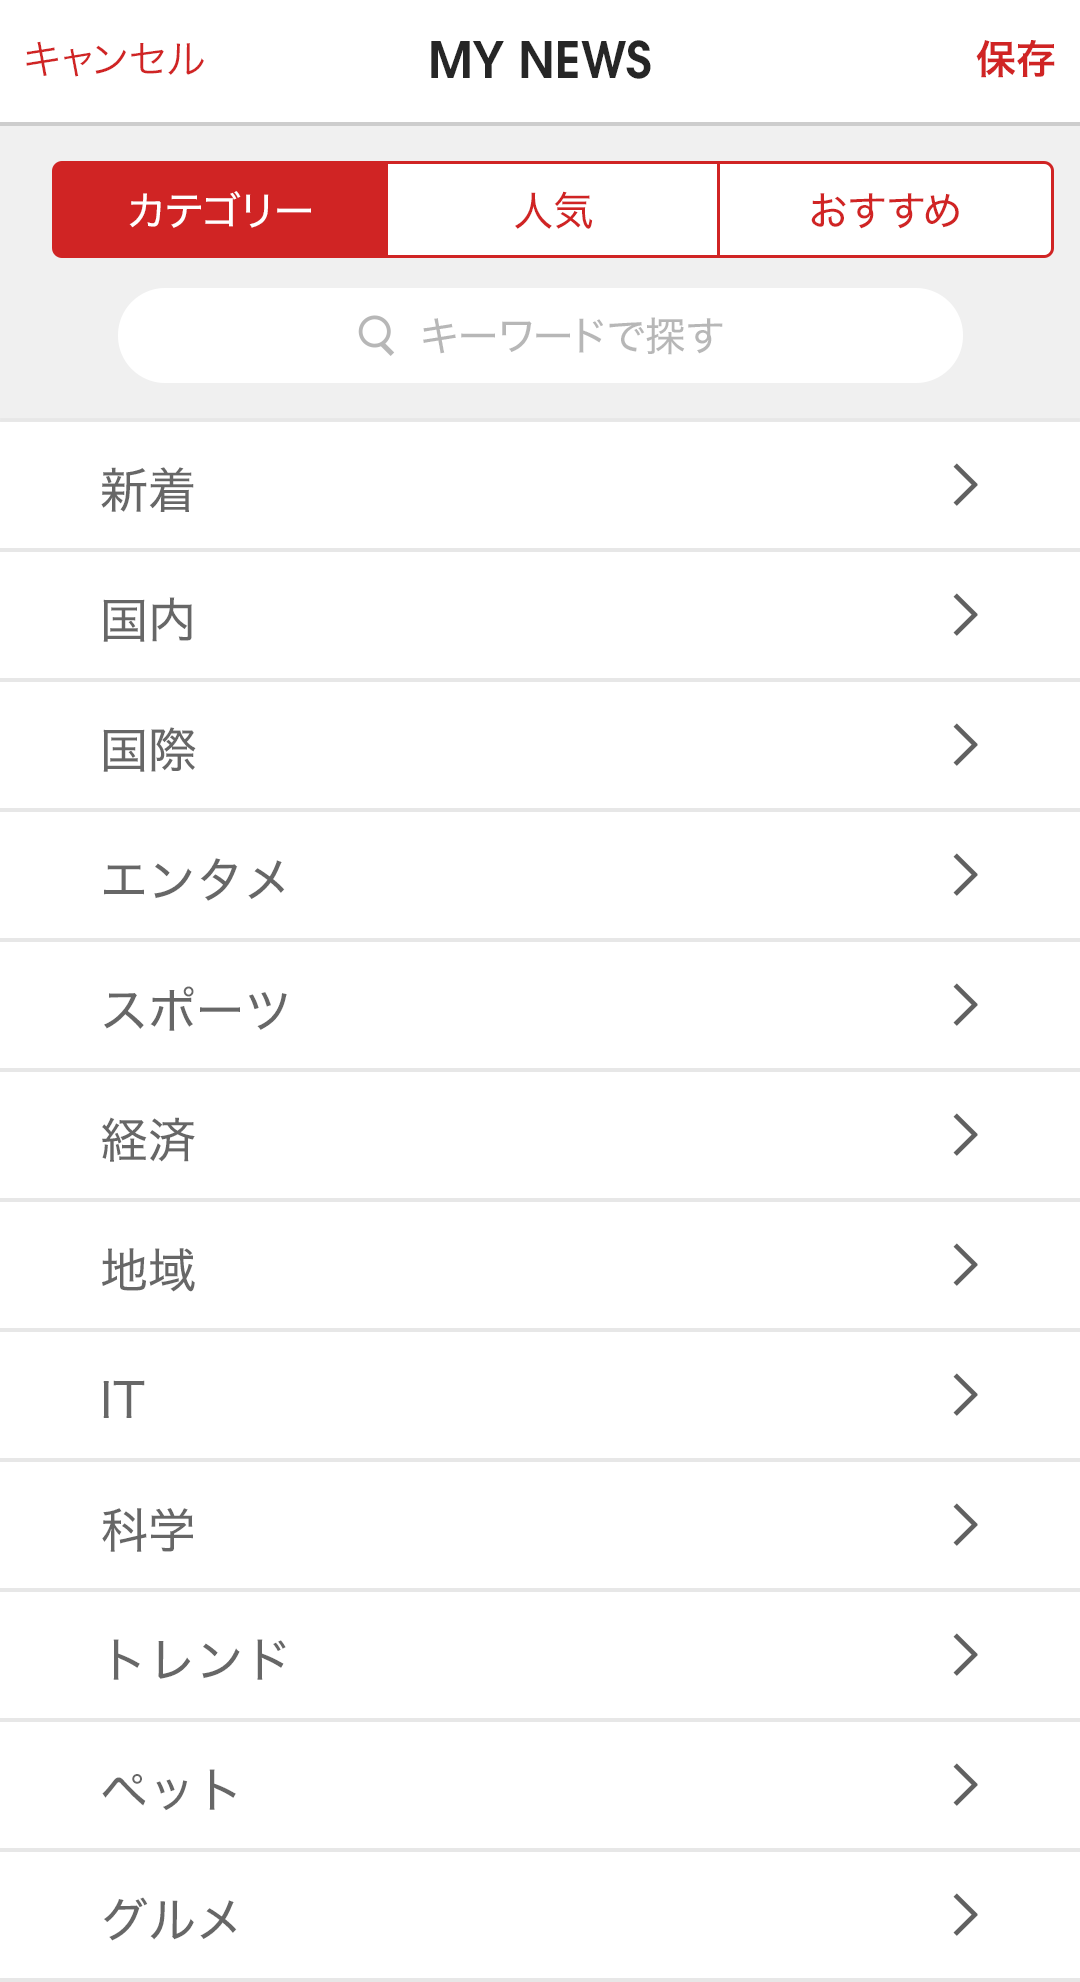 キャンセル MY NEWS 保存
カテゴリー 人気 おすすめ
キーワードで探す
新着
国内
国際
エンタメ
スポーツ
経済
地域
IT
科学
トレンド
ペット
グルメ